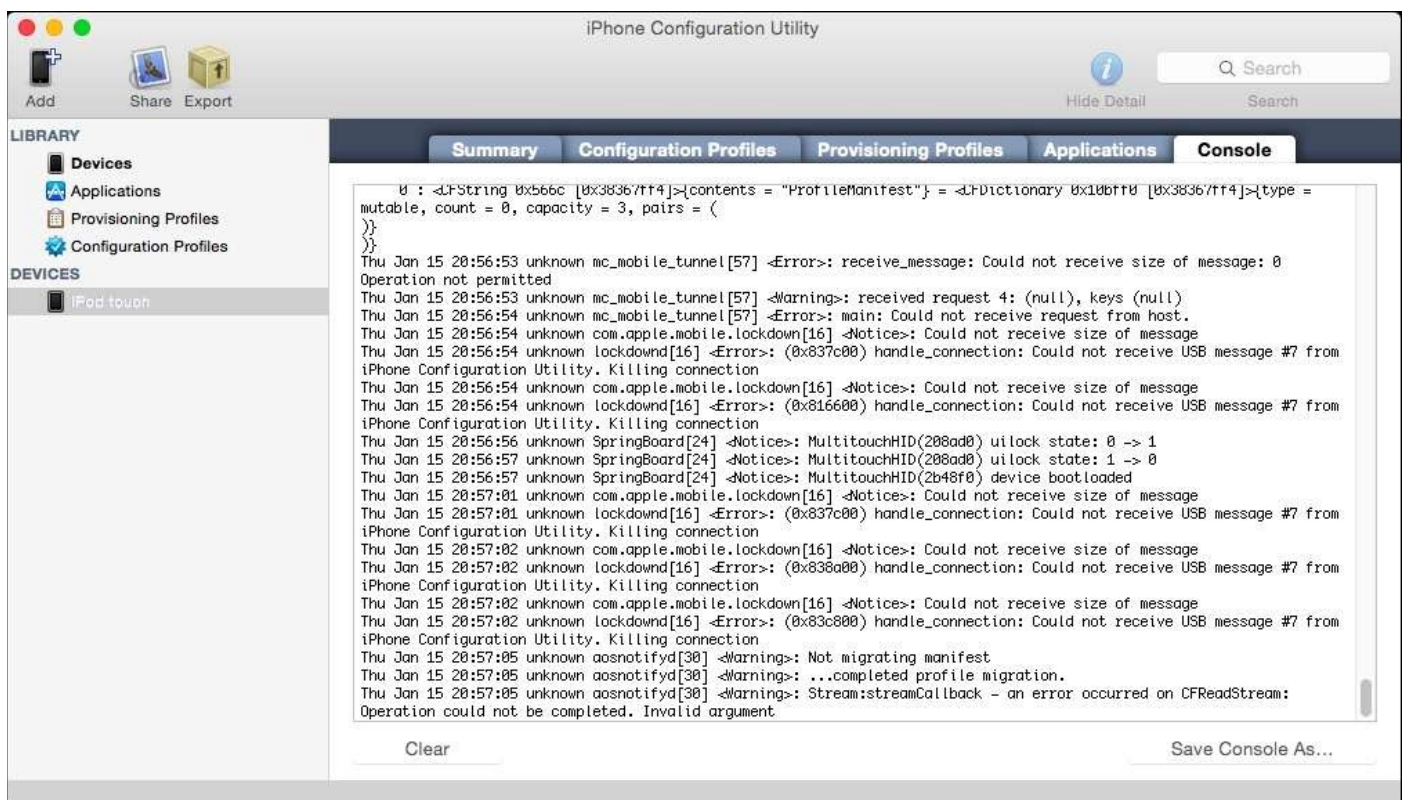 iPhone Configuration Utility
Add
Share
Export
Hide Detail
Search
Search
LIBRARY
Devices
Applications
Provisioning Profiles
Configuration Profiles
DEVICES
iPod touch
Summary
Configuration Profiles
Provisioning Profiles
Applications
Console
0 : <CFString 0x566c [0x38367ff4]>{contents = "ProfileManifest"} = <CFDictionary 0x10bff0 [0x38367ff4]>{type =
mutable, count = 0, capacity = 3, pairs = (
)}
)}
Thu Jan 15 20:56:53 unknown mc_mobile_tunnel[57] <Error>: receive_message: Could not receive size of message: 0
Operation not permitted
Thu Jan 15 20:56:53 unknown mc_mobile_tunnel[57] <Warning>: received request 4: (null), keys (null)
Thu Jan 15 20:56:54 unknown mc_mobile_tunnel[57] <Error>: main: Could not receive request from host.
Thu Jan 15 20:56:54 unknown com.apple.mobile.lockdown[16] <Notice>: Could not receive size of message
Thu Jan 15 20:56:54 unknown lockdownd[16] <Error>: (0x837c00) handle_connection: Could not receive USB message #7 from
iPhone Configuration Utility. Killing connection
Thu Jan 15 20:56:54 unknown com.apple.mobile.lockdown[16] <Notice>: Could not receive size of message
Thu Jan 15 20:56:54 unknown lockdownd[16] <Error>: (0x816600) handle_connection: Could not receive USB message #7 from
iPhone Configuration Utility. Killing connection
Thu Jan 15 20:56:56 unknown SpringBoard[24] <Notice>: MultitouchHID(208ad0) uilock state: 0 -> 1
Thu Jan 15 20:56:57 unknown SpringBoard[24] <Notice>: MultitouchHID(208ad0) uilock state: 1 -> 0
Thu Jan 15 20:56:57 unknown SpringBoard[24] <Notice>: MultitouchHID(2b48f0) device bootloaded
Thu Jan 15 20:57:01 unknown com.apple.mobile.lockdown[16] <Notice>: Could not receive size of message
Thu Jan 15 20:57:01 unknown lockdownd[16] <Error>: (0x837c00) handle_connection: Could not receive USB message #7 from
iPhone Configuration Utility. Killing connection
Thu Jan 15 20:57:02 unknown com.apple.mobile.lockdown[16] <Notice>: Could not receive size of message
Thu Jan 15 20:57:02 unknown lockdownd[16] <Error>: (0x838a00) handle_connection: Could not receive USB message #7 from
iPhone Configuration Utility. Killing connection
Thu Jan 15 20:57:02 unknown com.apple.mobile.lockdown[16] <Notice>: Could not receive size of message
Thu Jan 15 20:57:02 unknown lockdownd[16] <Error>: (0x83c800) handle_connection: Could not receive USB message #7 from
iPhone Configuration Utility. Killing connection
Thu Jan 15 20:57:05 unknown aosnotifyd[30] <Warning>: Not migrating manifest
Thu Jan 15 20:57:05 unknown aosnotifyd[30] <Warning>: ...completed profile migration.
Thu Jan 15 20:57:05 unknown aosnotifyd[30] <Warning>: Stream:streamCallback - an error occurred on CFReadStream:
Operation could not be completed. Invalid argument
Clear
Save Console As...